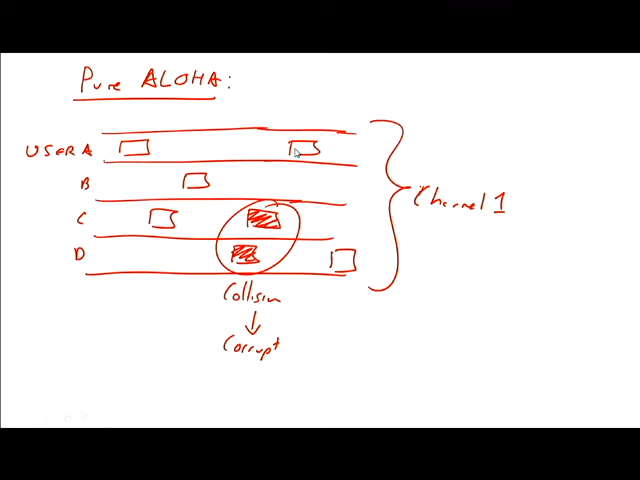 Pure ALOHA:
USER A
B
C
D
Channel 1
Collision
Corrupt